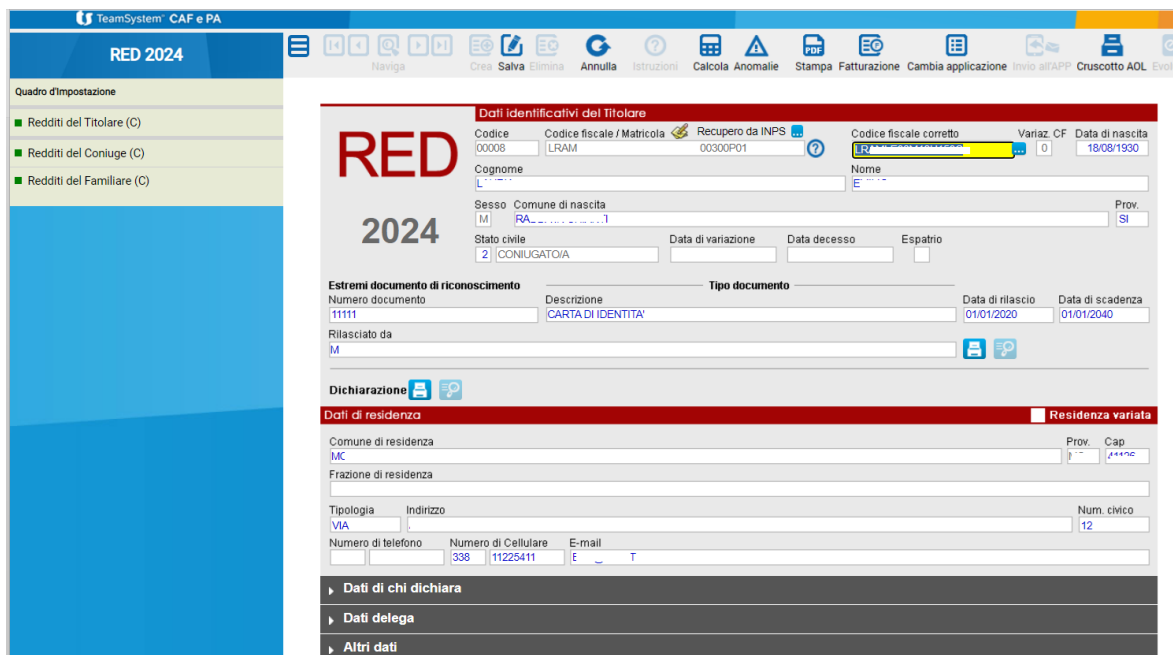 TeamSystem® CAF e PA
RED 2024
Naviga Crea Salva Elimina Annulla Istruzioni Calcola Anomalie Stampa Fatturazione Cambia applicazione Invio all'APP Cruscotto AOL
Quadro d'Impostazione
Redditi del Titolare (C)
Redditi del Coniuge (C)
Redditi del Familiare (C)
RED
2024
Dati identificativi del Titolare
Codice Codice fiscale / Matricola Recupero da INPS Codice fiscale corretto Variaz. CF Data di nascita
00008 LRAM 00300P01 0 18/08/1930
Cognome Nome
Sesso Comune di nascita Prov.
M SI
Stato civile Data di variazione Data decesso Espatrio
2 CONIUGATO/A
Estremi documento di riconoscimento Tipo documento
Numero documento Descrizione Data di rilascio Data di scadenza
11111 CARTA DI IDENTITA' 01/01/2020 01/01/2040
Rilasciato da
M
Dichiarazione
Dati di residenza Residenza variata
Comune di residenza Prov. Cap
Frazione di residenza
Tipologia Indirizzo Num. civico
VIA 12
Numero di telefono Numero di Cellulare E-mail
338 11225411
Dati di chi dichiara
Dati delega
Altri dati